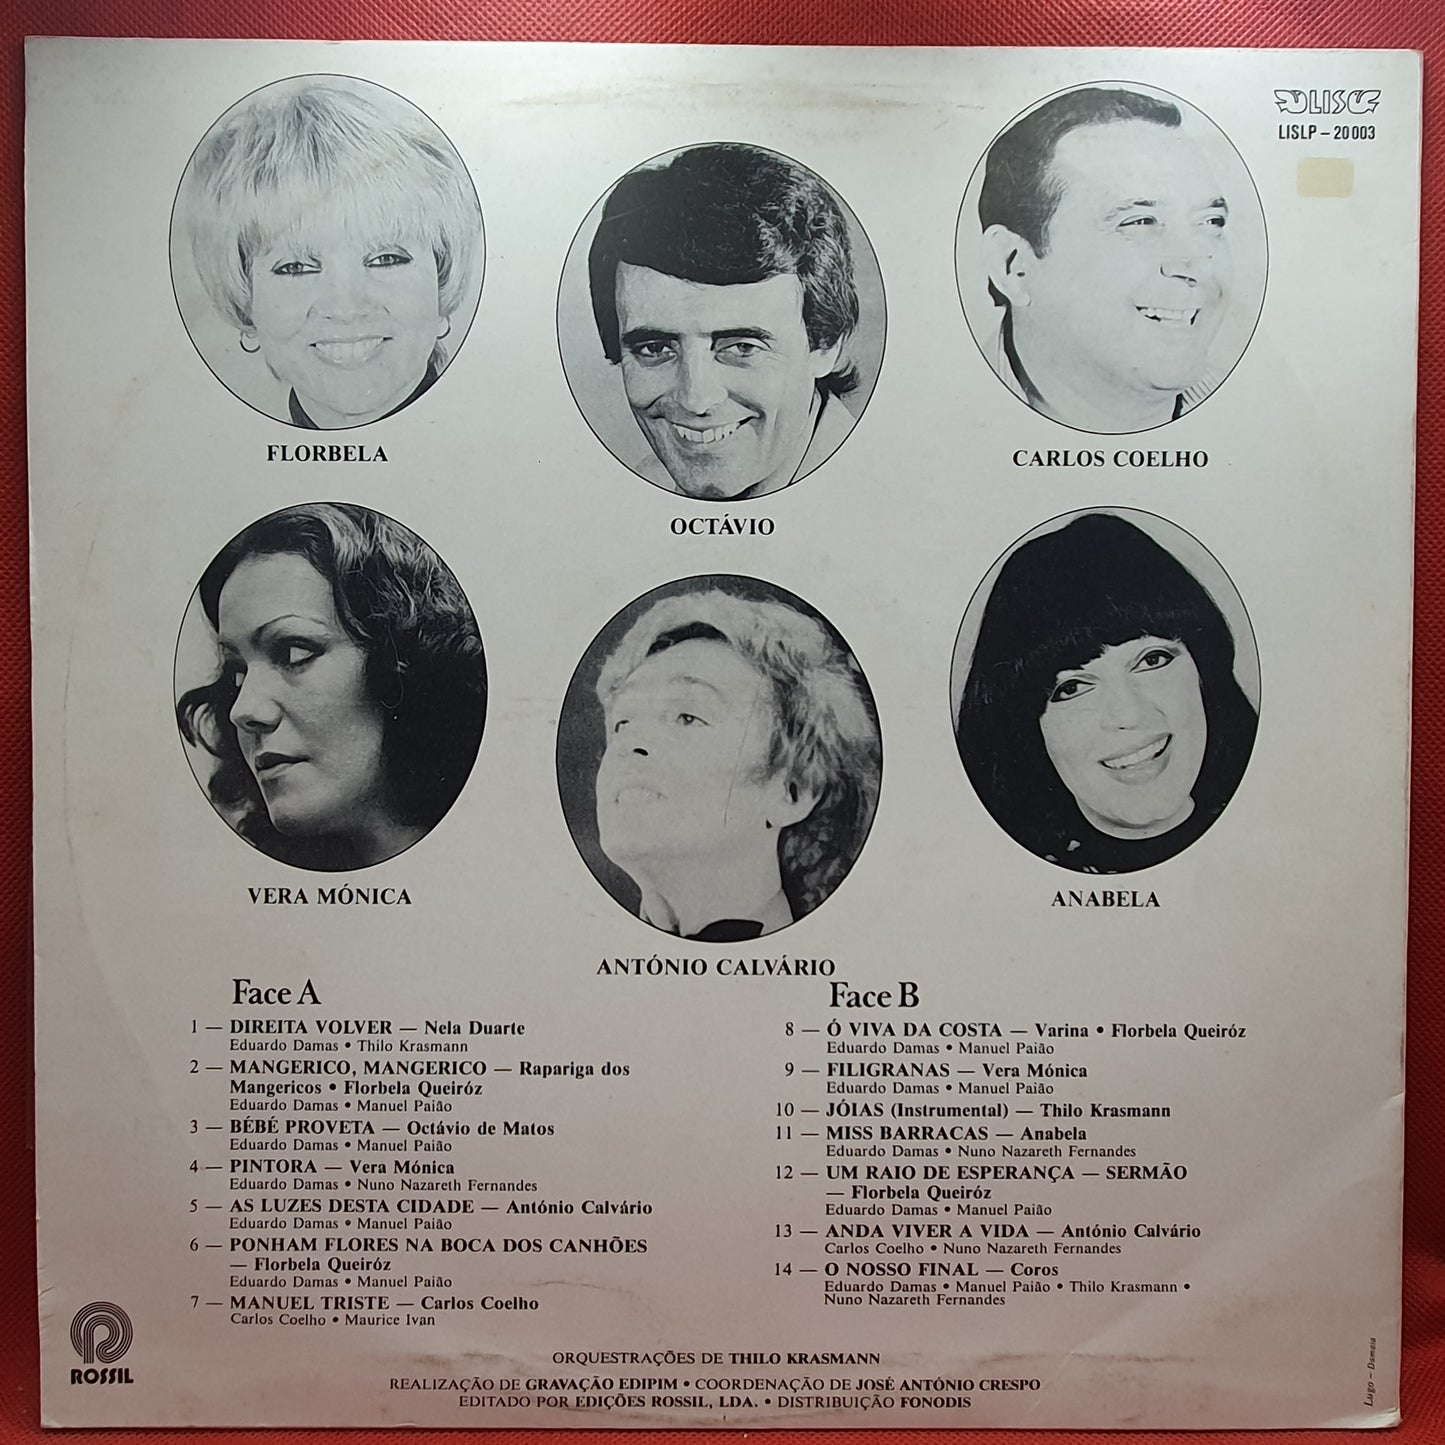 ULISUS
LISLP – 20003
FLORBELA
OCTÁVIO
CARLOS COELHO
VERA MÓNICA
ANTÓNIO CALVÁRIO
ANABELA
Face A
1 — DIREITA VOLVER — Nela Duarte
Eduardo Damas • Thilo Krasmann
2 — MANGERICO, MANGERICO — Rapariga dos
Mangericos • Florbela Queiróz
Eduardo Damas • Manuel Paião
3 — BÉBÉ PROVETA — Octávio de Matos
Eduardo Damas • Manuel Paião
4 — PINTORA — Vera Mónica
Eduardo Damas • Nuno Nazareth Fernandes
5 — AS LUZES DESTA CIDADE — António Calvário
Eduardo Damas • Manuel Paião
6 — PONHAM FLORES NA BOCA DOS CANHÕES
— Florbela Queiróz
Eduardo Damas • Manuel Paião
7 — MANUEL TRISTE — Carlos Coelho
Carlos Coelho • Maurice Ivan
Face B
8 — Ó VIVA DA COSTA — Varina • Florbela Queiróz
Eduardo Damas • Manuel Paião
9 — FILIGRANAS — Vera Mónica
Eduardo Damas • Manuel Paião
10 — JÓIAS (Instrumental) — Thilo Krasmann
11 — MISS BARRACAS — Anabela
Eduardo Damas • Nuno Nazareth Fernandes
12 — UM RAIO DE ESPERANÇA — SERMÃO
— Florbela Queiróz
Eduardo Damas • Manuel Paião
13 — ANDA VIVER A VIDA — António Calvário
Carlos Coelho • Nuno Nazareth Fernandes
14 — O NOSSO FINAL — Coros
Eduardo Damas • Manuel Paião • Thilo Krasmann •
Nuno Nazareth Fernandes
ROSSIL
ORQUESTRAÇÕES DE THILO KRASMANN
REALIZAÇÃO DE GRAVAÇÃO EDIPIM • COORDENAÇÃO DE JOSÉ ANTÓNIO CRESPO
EDITADO POR EDIÇÕES ROSSIL, LDA. • DISTRIBUIÇÃO FONODIS
Lugo – Damaia